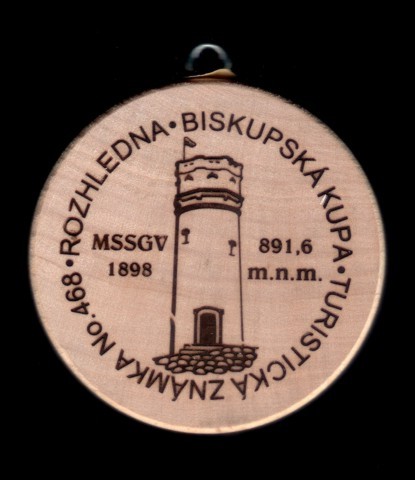 ROZHLEDNA • BISKUPSKÁ KUPA • TURISTICKÁ ZNÁMKA No.468 •
MSSGV
1898
891,6
m.n.m.